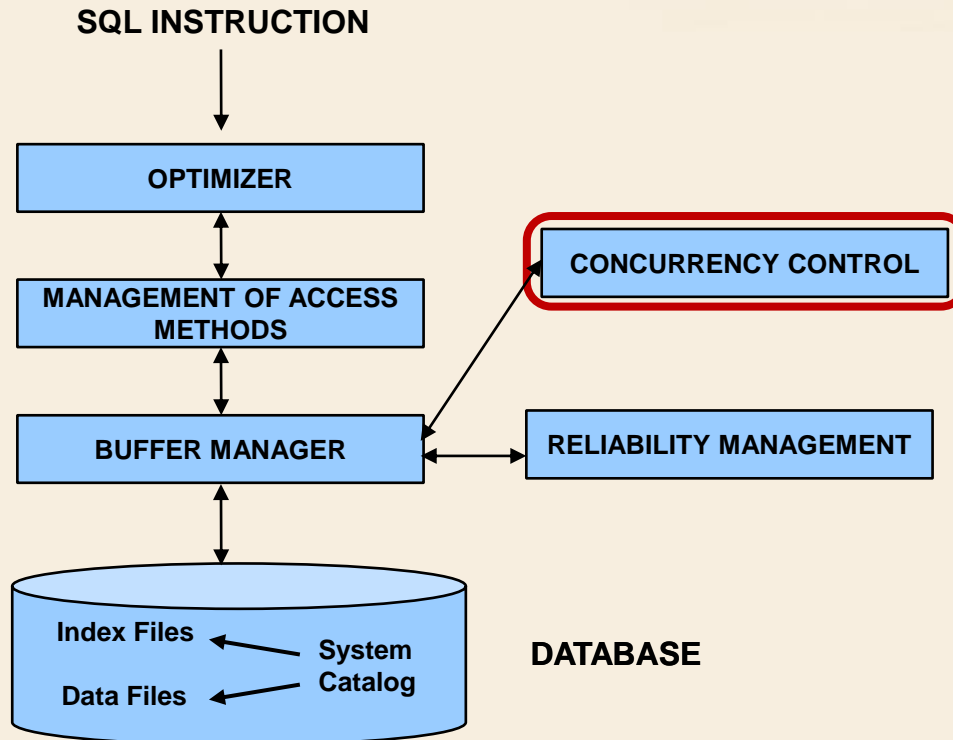 SQL INSTRUCTION
OPTIMIZER
CONCURRENCY CONTROL
MANAGEMENT OF ACCESS
METHODS
BUFFER MANAGER
RELIABILITY MANAGEMENT
Index Files
System
Catalog
Data Files
DATABASE